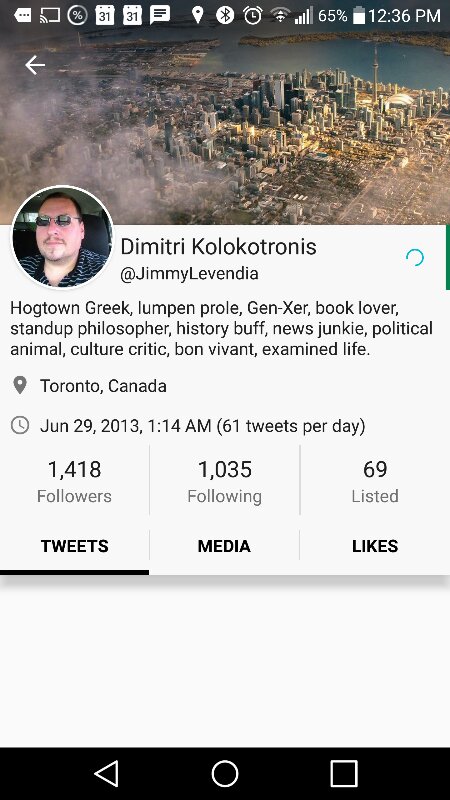 31 31 65% 12:36 PM
Dimitri Kolokotronis
@JimmyLevendia
Hogtown Greek, lumpen prole, Gen-Xer, book lover,
standup philosopher, history buff, news junkie, political
animal, culture critic, bon vivant, examined life.
Toronto, Canada
Jun 29, 2013, 1:14 AM (61 tweets per day)
1,418 1,035 69
Followers Following Listed
TWEETS MEDIA LIKES